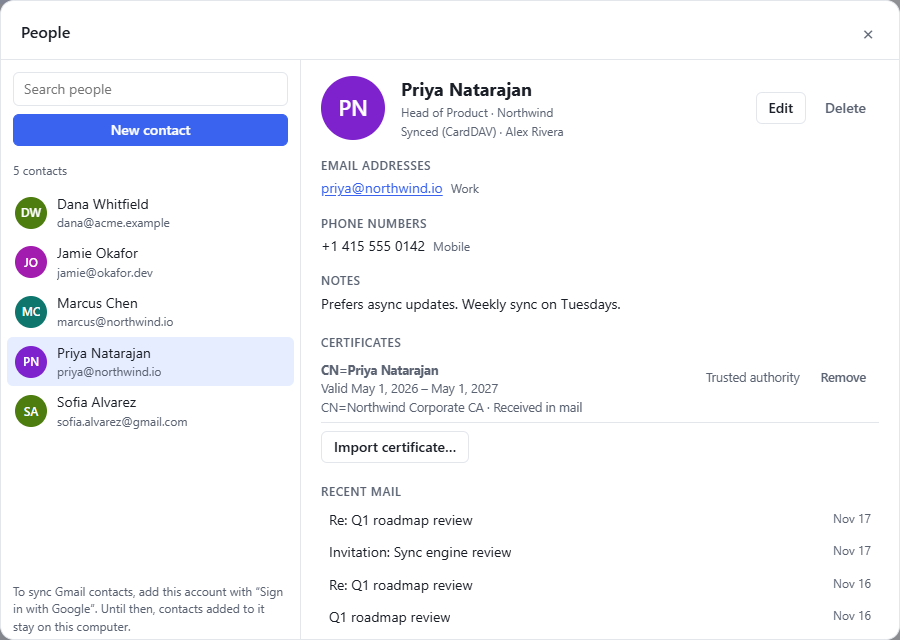 People
×
Search people
New contact
5 contacts
DW
Dana Whitfield
dana@acme.example
JO
Jamie Okafor
jamie@okafor.dev
MC
Marcus Chen
marcus@northwind.io
PN
Priya Natarajan
priya@northwind.io
SA
Sofia Alvarez
sofia.alvarez@gmail.com
To sync Gmail contacts, add this account with “Sign
in with Google”. Until then, contacts added to it
stay on this computer.
PN
Priya Natarajan
Head of Product · Northwind
Synced (CardDAV) · Alex Rivera
Edit
Delete
EMAIL ADDRESSES
priya@northwind.io Work
PHONE NUMBERS
+1 415 555 0142 Mobile
NOTES
Prefers async updates. Weekly sync on Tuesdays.
CERTIFICATES
CN=Priya Natarajan
Valid May 1, 2026 – May 1, 2027
CN=Northwind Corporate CA · Received in mail
Trusted authority
Remove
Import certificate...
RECENT MAIL
Re: Q1 roadmap review Nov 17
Invitation: Sync engine review Nov 17
Re: Q1 roadmap review Nov 16
Q1 roadmap review Nov 16